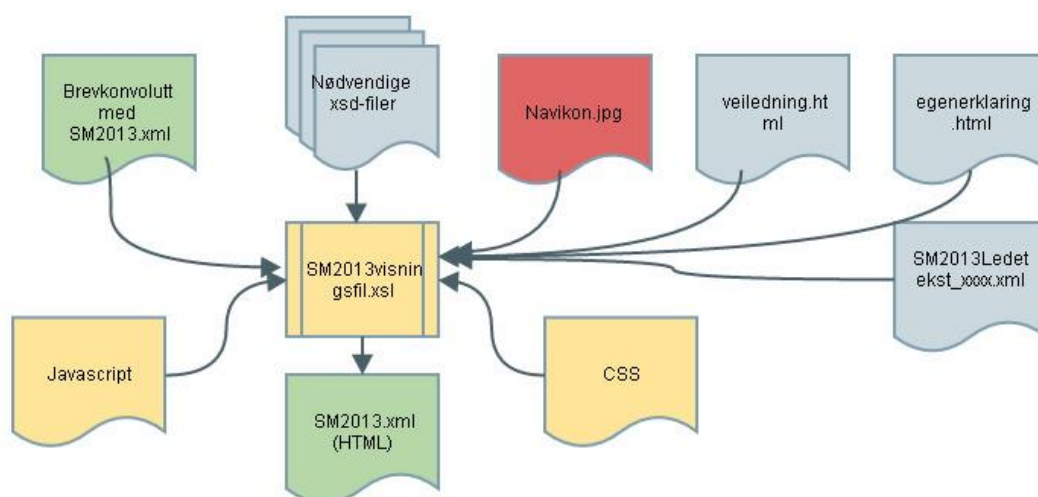 Brevkonvolutt
med
SM2013.xml
Nødvendige
xsd-filer
Navikon.jpg
veiledning.ht
ml
egenerklaring
.html
SM2013visnin
gsfil.xsl
SM2013Ledet
ekst_xxxx.xml
Javascript
CSS
SM2013.xml
(HTML)